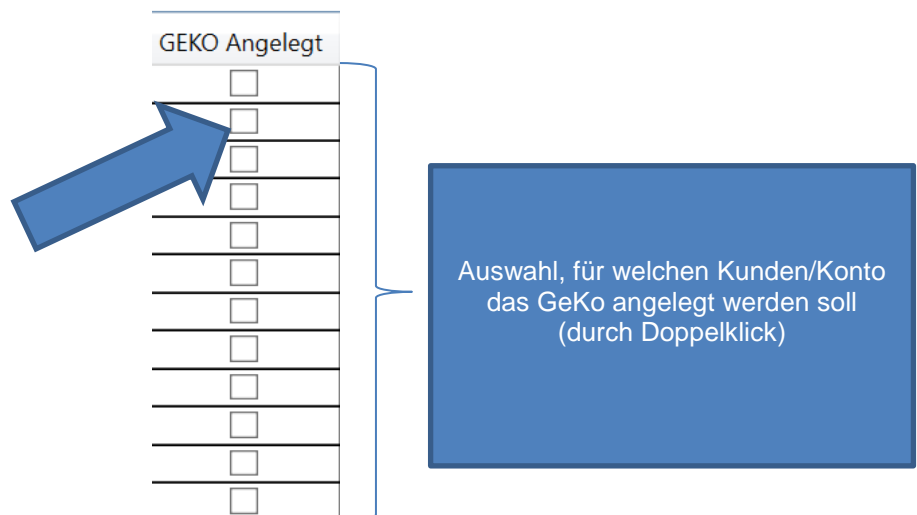 GEKO Angelegt
Auswahl, für welchen Kunden/Konto
das GeKo angelegt werden soll
(durch Doppelklick)